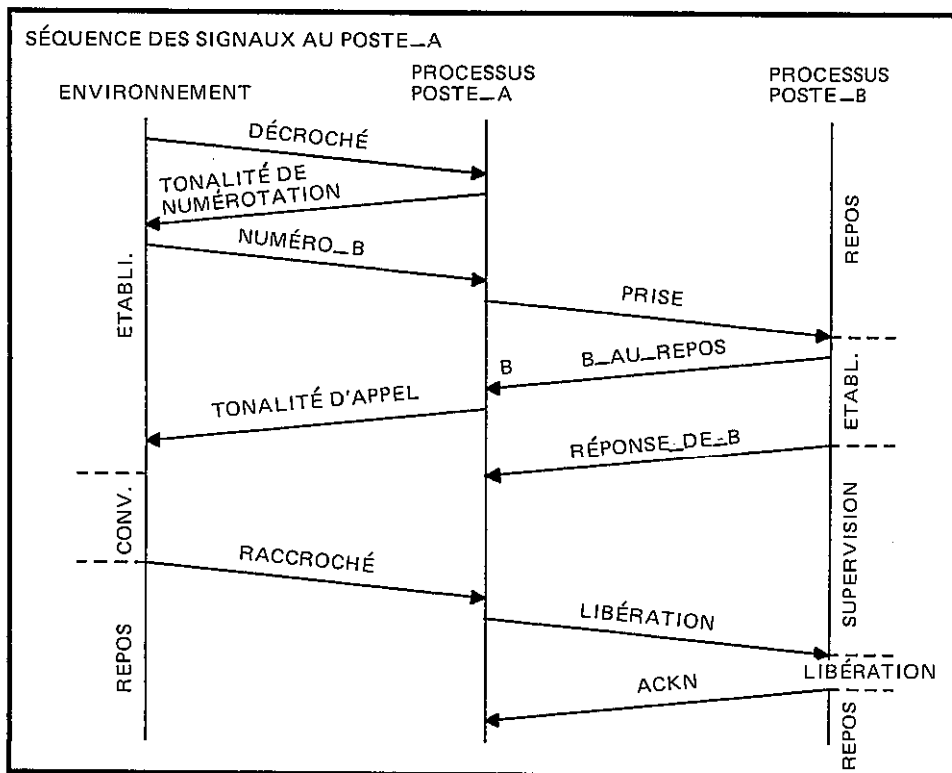 SÉQUENCE DES SIGNAUX AU POSTE_A
ENVIRONNEMENT
PROCESSUS
POSTE_A
PROCESSUS
POSTE_B
DÉCROCHÉ
TONALITÉ DE
NUMÉROTATION
NUMÉRO_B
ETABLI.
REPOS
PRISE
B
B_AU_REPOS
ETABL.
TONALITÉ D'APPEL
RÉPONSE_DE_B
CONV.
SUPERVISION
RACCROCHÉ
LIBÉRATION
REPOS
LIBÉRATION
ACKN
REPOS